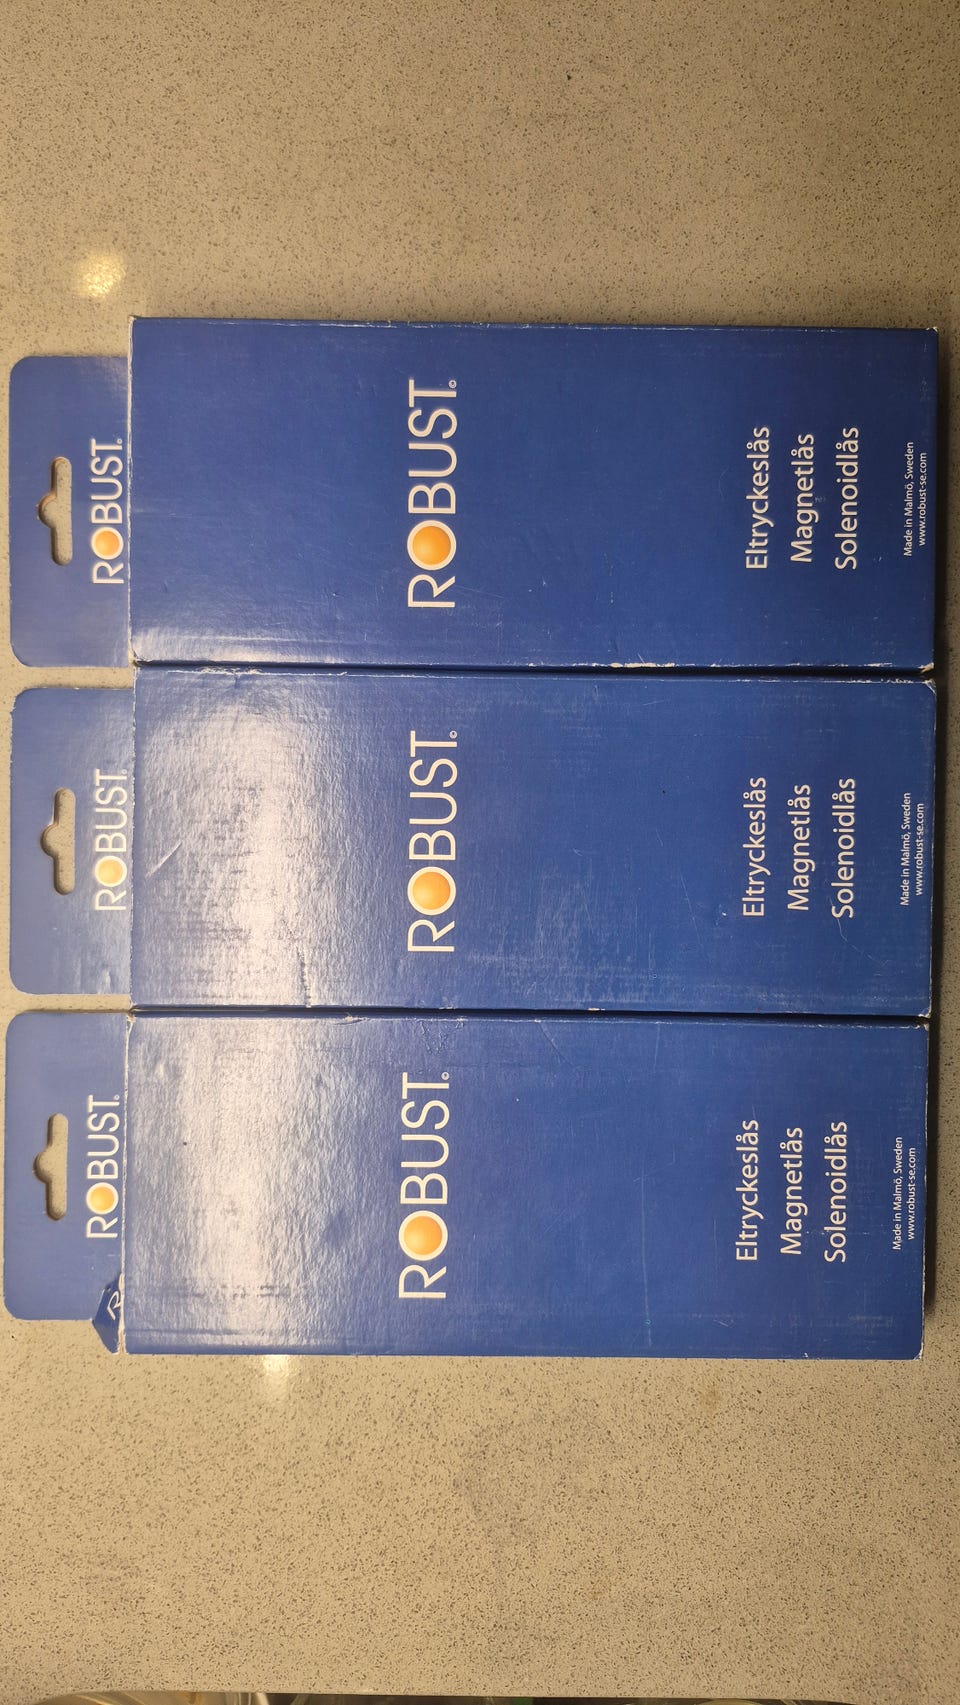 ROBUST
ROBUST©
Eltryckeslås
Magnetlås
Solenoidlås
Made in Malmö, Sweden
www.robust-se.com
ROBUST
ROBUST©
Eltryckeslås
Magnetlås
Solenoidlås
Made in Malmö, Sweden
www.robust-se.com
ROBUST
R
ROBUST©
Eltryckeslås
Magnetlås
Solenoidlås
Made in Malmö, Sweden
www.robust-se.com